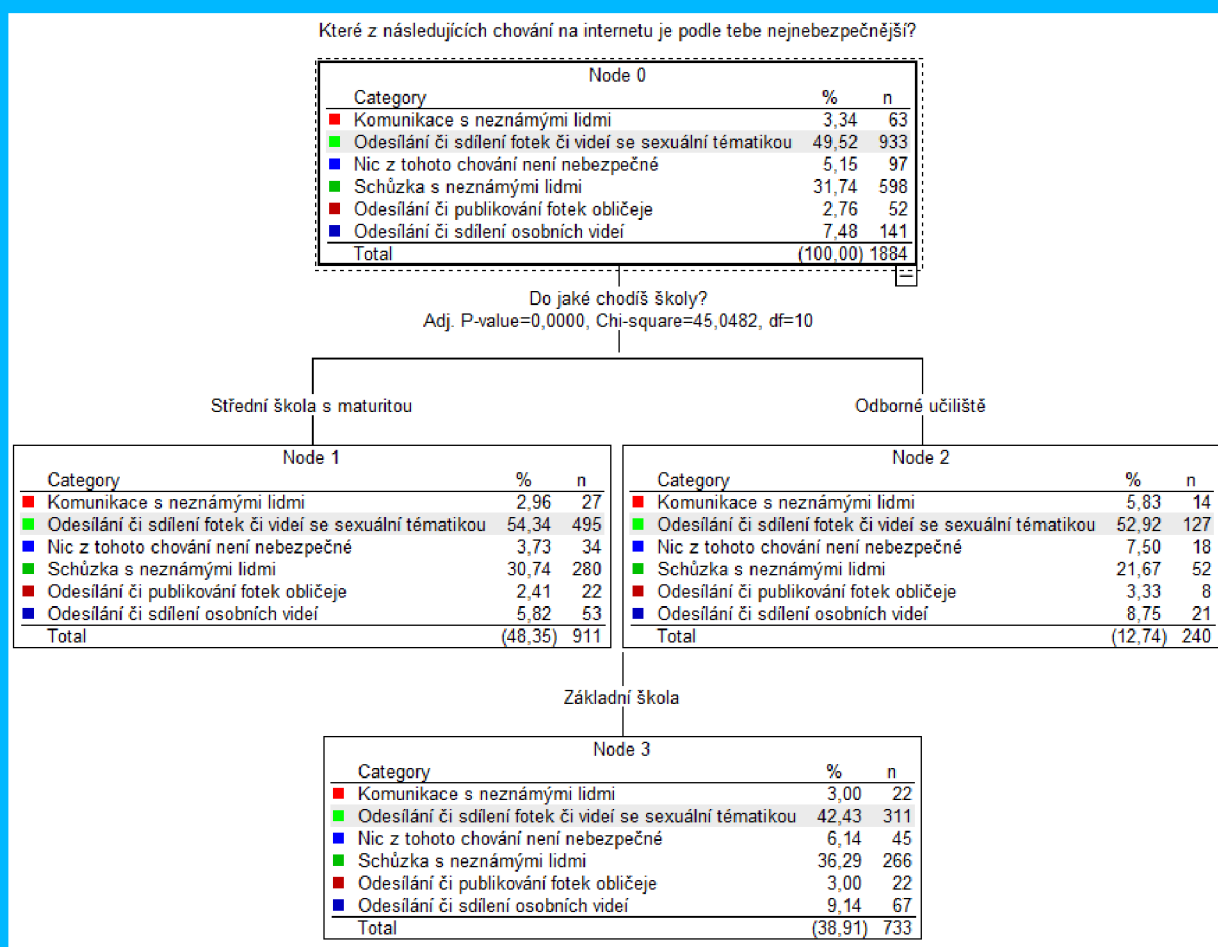 Které z následujících chování na internetu je podle tebe nejnebezpečnější?
Node 0
Category % n
Komunikace s neznámými lidmi 3,34 63
Odesílání či sdílení fotek či videí se sexuální tématikou 49,52 933
Nic z tohoto chování není nebezpečné 5,15 97
Schůzka s neznámými lidmi 31,74 598
Odesílání či publikování fotek obličeje 2,76 52
Odesílání či sdílení osobních videí 7,48 141
Total (100,00) 1884
Do jaké chodíš školy?
Adj. P-value=0,0000, Chi-square=45,0482, df=10
Střední škola s maturitou
Odborné učiliště
Node 1
Category % n
Komunikace s neznámými lidmi 2,96 27
Odesílání či sdílení fotek či videí se sexuální tématikou 54,34 495
Nic z tohoto chování není nebezpečné 3,73 34
Schůzka s neznámými lidmi 30,74 280
Odesílání či publikování fotek obličeje 2,41 22
Odesílání či sdílení osobních videí 5,82 53
Total (48,35) 911
Node 2
Category % n
Komunikace s neznámými lidmi 5,83 14
Odesílání či sdílení fotek či videí se sexuální tématikou 52,92 127
Nic z tohoto chování není nebezpečné 7,50 18
Schůzka s neznámými lidmi 21,67 52
Odesílání či publikování fotek obličeje 3,33 8
Odesílání či sdílení osobních videí 8,75 21
Total (12,74) 240
Základní škola
Node 3
Category % n
Komunikace s neznámými lidmi 3,00 22
Odesílání či sdílení fotek či videí se sexuální tématikou 42,43 311
Nic z tohoto chování není nebezpečné 6,14 45
Schůzka s neznámými lidmi 36,29 266
Odesílání či publikování fotek obličeje 3,00 22
Odesílání či sdílení osobních videí 9,14 67
Total (38,91) 733